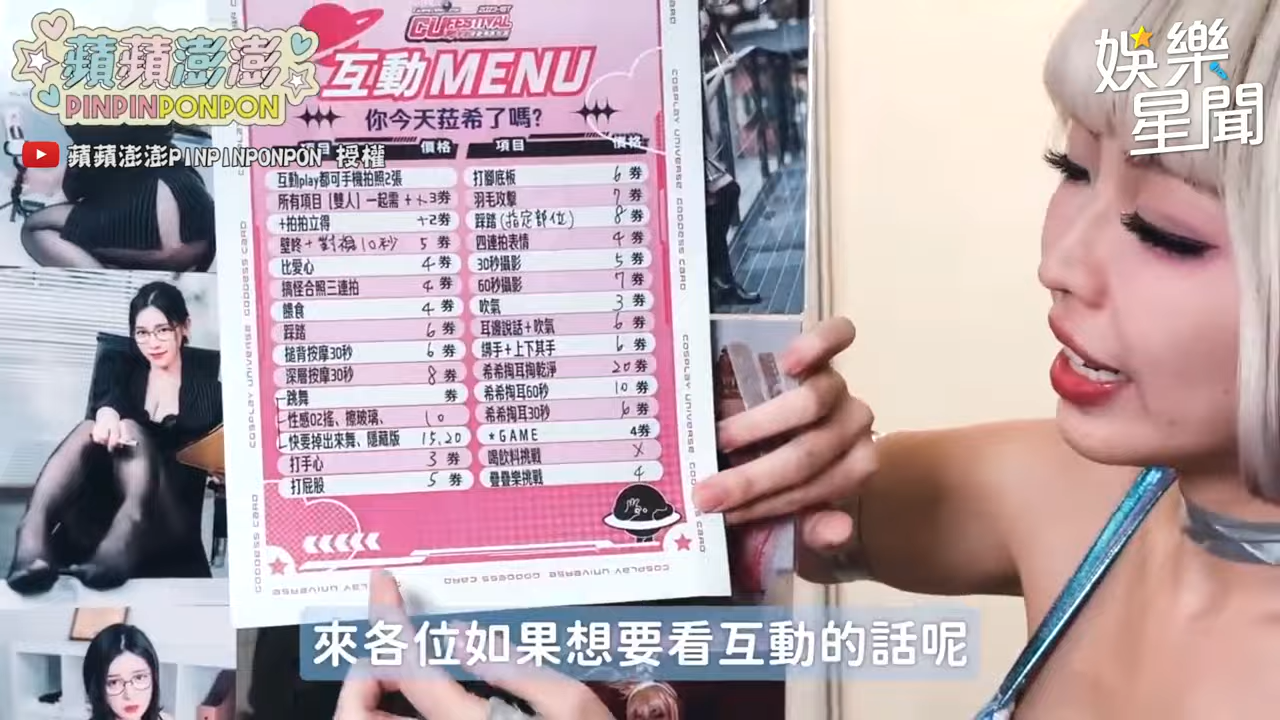 蘋蘋澎澎
PINPINPONPON
蘋蘋澎澎PINPINPONPON 授權
娛樂
星聞
2023-1ST
CU FESTIVAL
互動MENU
你今天菈希了嗎?
項目 價格
互動play都可手機拍照2張
所有項目【雙人】一起需 ++3券
+拍拍立得 +2券
壁咚+對視10秒 5 券
比愛心 4 券
搞怪合照三連拍 4 券
餵食 4 券
踩踏 6 券
搥背按摩30秒 6 券
深層按摩30秒 8 券
跳舞 券
性感02搖、擦玻璃、 10
快要掉出來舞、隱藏版 15.20
打手心 3 券
打屁股 5 券
項目 價格
打腳底板 6 券
羽毛攻擊 7 券
踩踏(指定部位) 8 券
四連拍表情 4 券
30秒攝影 5 券
60秒攝影 7 券
吹氣 3 券
耳邊說話+吹氣 6 券
綁手+上下其手 6 券
希希掏耳掏乾淨 20 券
希希掏耳60秒 10 券
希希掏耳30秒 6 券
*GAME 4券
喝飲料挑戰 X
疊疊樂挑戰 4
COSPLAY UNIVERSE GODDESS CARD
來各位如果想要看互動的話呢